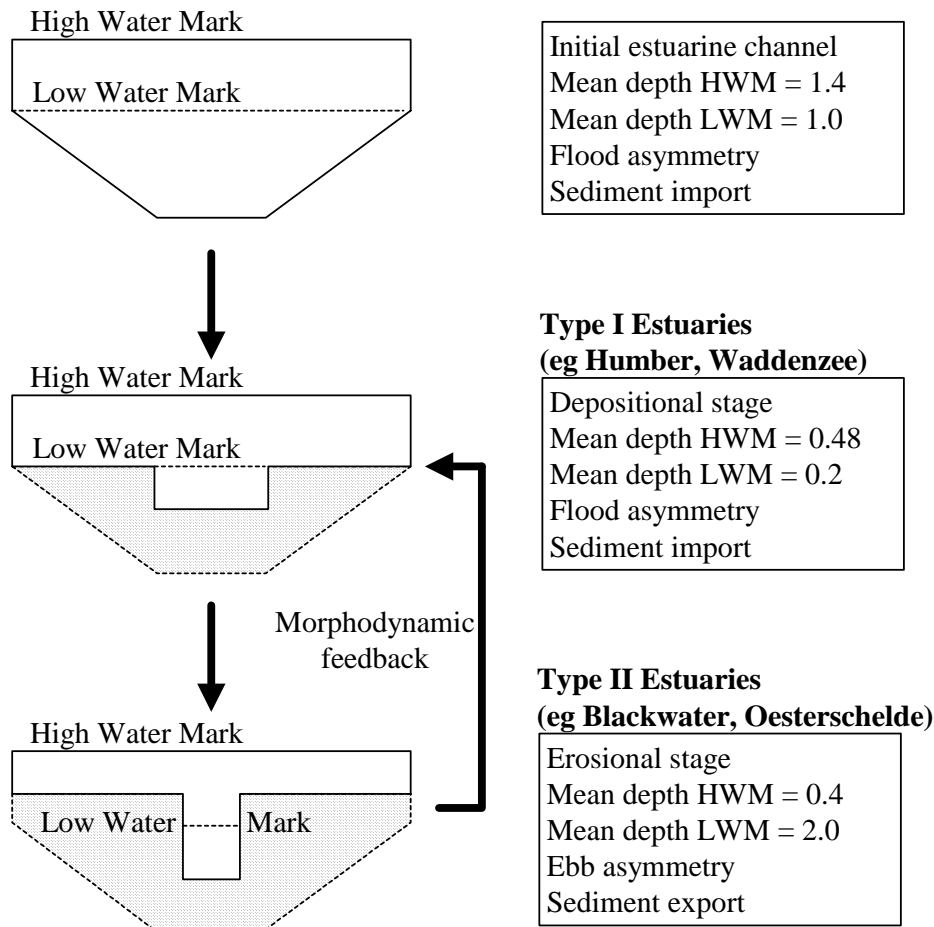 High Water Mark
Low Water Mark
Initial estuarine channel
Mean depth HWM = 1.4
Mean depth LWM = 1.0
Flood asymmetry
Sediment import
Type I Estuaries
(eg Humber, Waddenzee)
High Water Mark
Low Water Mark
Depositional stage
Mean depth HWM = 0.48
Mean depth LWM = 0.2
Flood asymmetry
Sediment import
Morphodynamic
feedback
Type II Estuaries
(eg Blackwater, Oesterschelde)
High Water Mark
Low Water Mark
Erosional stage
Mean depth HWM = 0.4
Mean depth LWM = 2.0
Ebb asymmetry
Sediment export